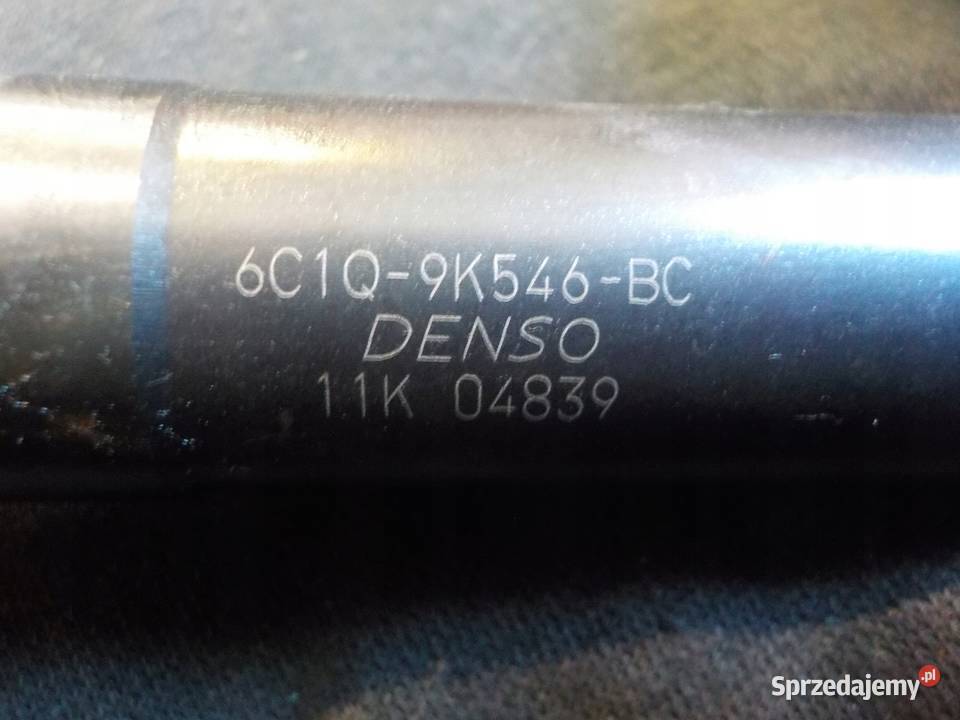 6C1Q-9K546-BC
DENSO
11K 04839
Sprzedajemy.pl